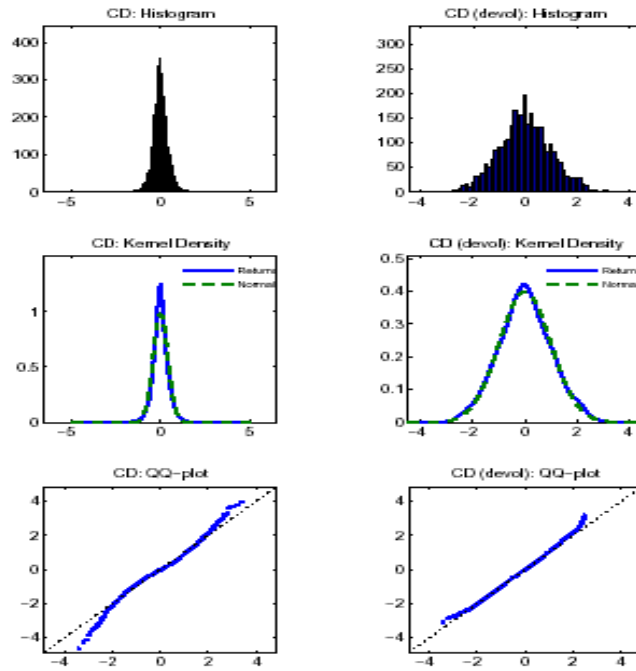 CD: Histogram
400
300
200
100
0
−5 0 5
CD (devol): Histogram
300
250
200
150
100
50
0
−4 −2 0 2 4
CD: Kernel Density
Return
Normal
1
0.5
0
−5 0 5
CD (devol): Kernel Density
Return
Normal
0.5
0.4
0.3
0.2
0.1
0
−4 −2 0 2 4
CD: QQ−plot
4
2
0
−2
−4
−4 −2 0 2 4
CD (devol): QQ−plot
4
2
0
−2
−4
−4 −2 0 2 4